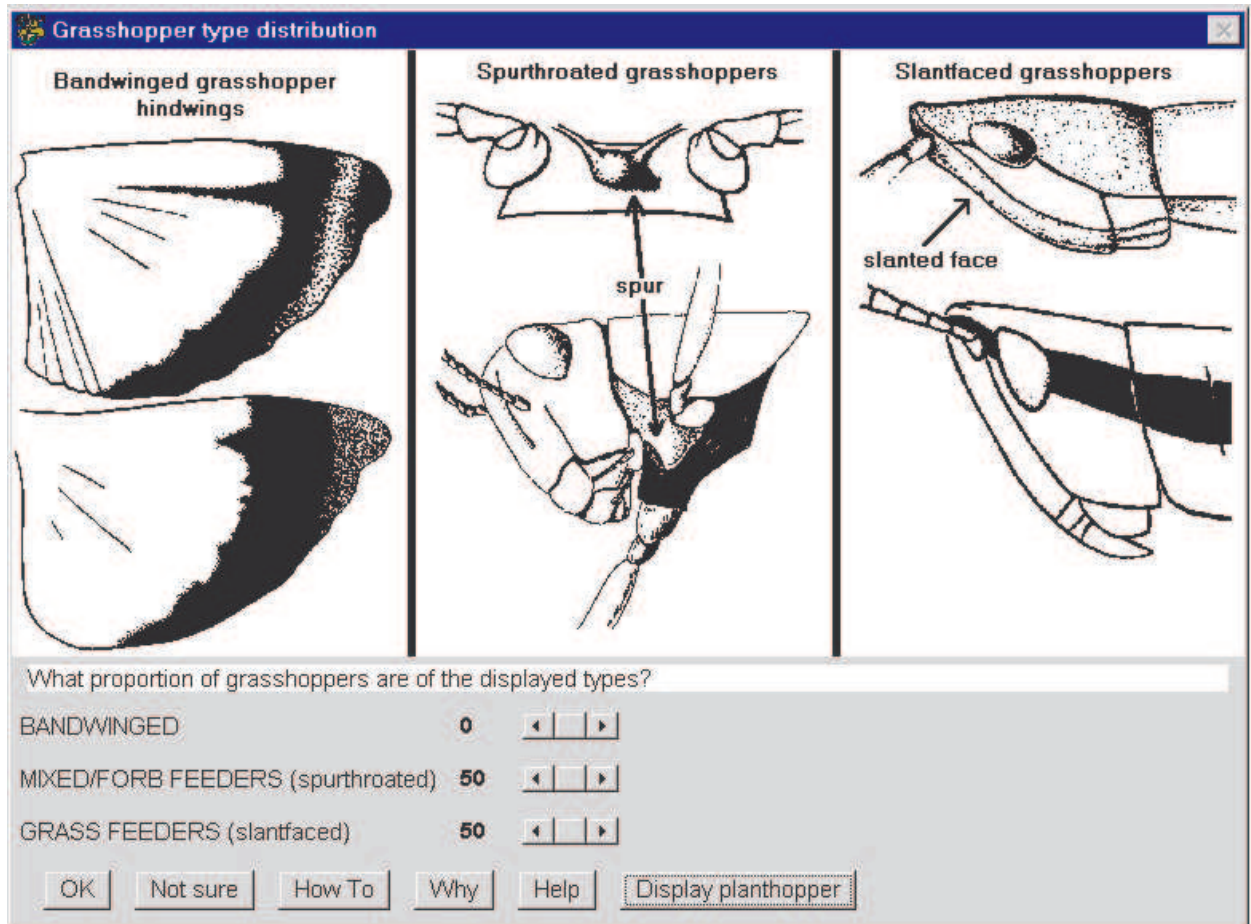 Grasshopper type distribution
Bandwinged grasshopper
hindwings
Spurthroated grasshoppers
spur
Slantfaced grasshoppers
slanted face
What proportion of grasshoppers are of the displayed types?
BANDWINGED 0
MIXED/FORB FEEDERS (spurthroated) 50
GRASS FEEDERS (slantfaced) 50
OK Not sure How To Why Help Display planthopper